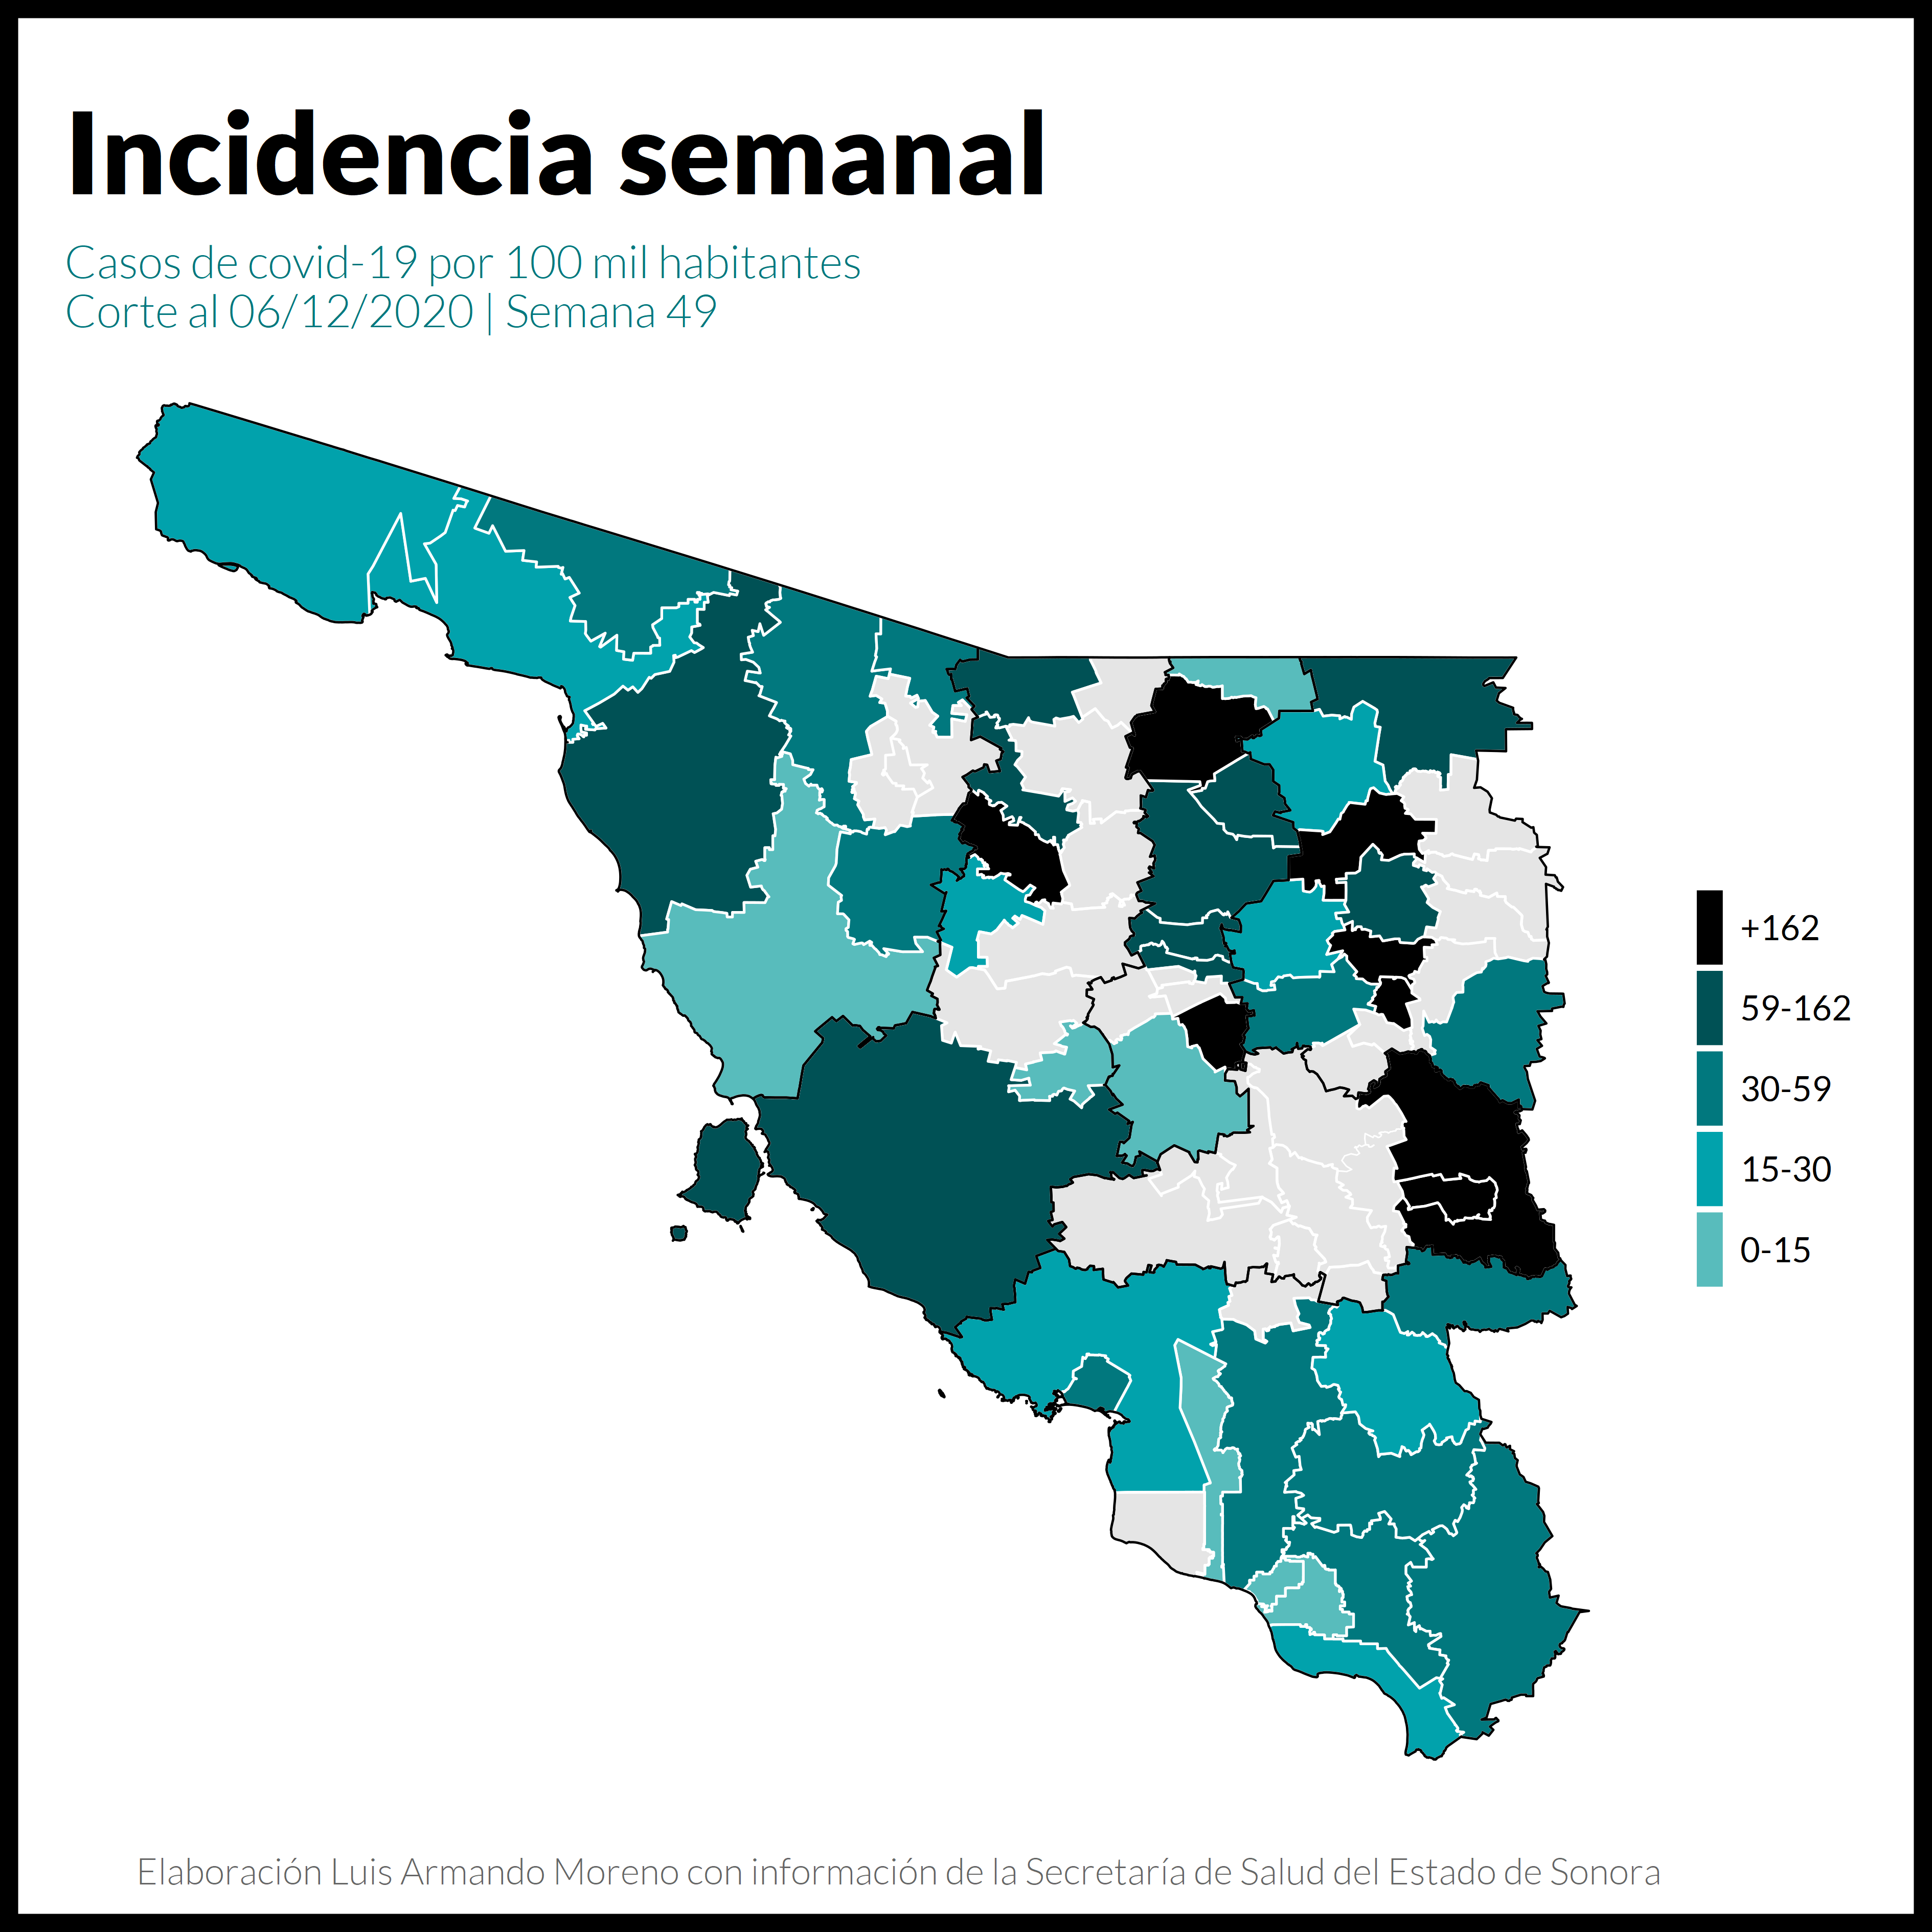 Incidencia semanal
Casos de covid-19 por 100 mil habitantes
Corte al 06/12/2020 | Semana 49
+162
59-162
30-59
15-30
0-15
Elaboración Luis Armando Moreno con información de la Secretaría de Salud del Estado de Sonora